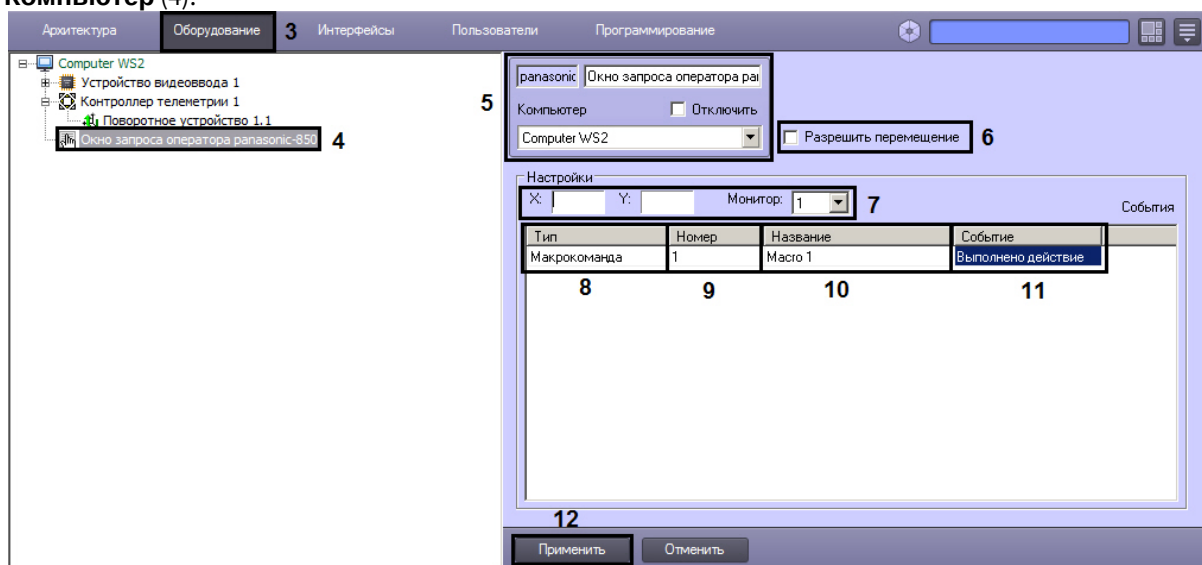 Компьютер (4).
Архитектура Оборудование 3 Интерфейсы Пользователи Программирование
Computer WS2
Устройство видеоввода 1
Контроллер телеметрии 1
Поворотное устройство 1.1
Окно запроса оператора panasonic-850 4
5
panasonic Окно запроса оператора pai
Компьютер Отключить
Computer WS2
Разрешить перемещение 6
Настройки
X: Y: Монитор: 1 7
События
Тип Номер Название Событие
Макрокоманда 1 Macro 1 Выполнено действие
8 9 10 11
12
Применить Отменить